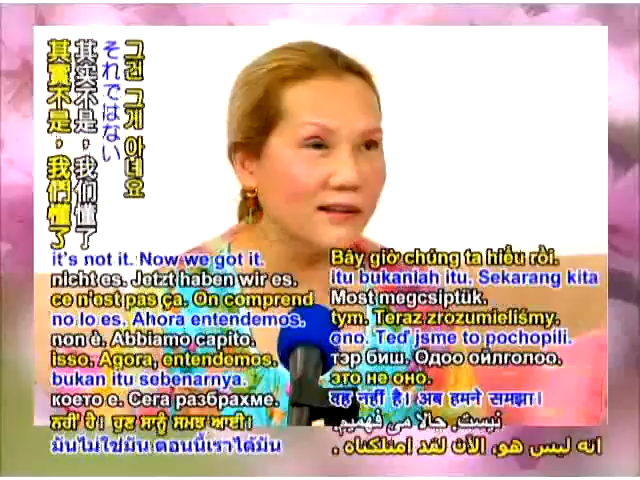 其實不是，我們懂了
其实不是，我们懂了
それではない
그건 그게 아녜요
it's not it. Now we got it.
nicht es. Jetzt haben wir es.
ce n'est pas ça. On comprend
no lo es. Ahora entendemos.
non è. Abbiamo capito.
isso. Agora, entendemos.
bukan itu sebenarnya.
което е. Сега разбрахме.
ਨਹੀਂ ਹੈ। ਹੁਣ ਸਾਨੂੰ ਸਮਝ ਆਈ।
มันไม่ใช่มัน ตอนนี้เราได้มัน
Bây giờ chúng ta hiểu rồi.
itu bukanlah itu. Sekarang kita
Most megcsíptük.
tym. Teraz zrozumieliśmy.
ono. Teď jsme to pochopili.
тэр биш. Одоо ойлголоо.
это не оно.
वह नहीं है। अब हमने समझा।
نیست. حالا می فهمیم.
انه ليس هو. الآن لقد امتلكناه .